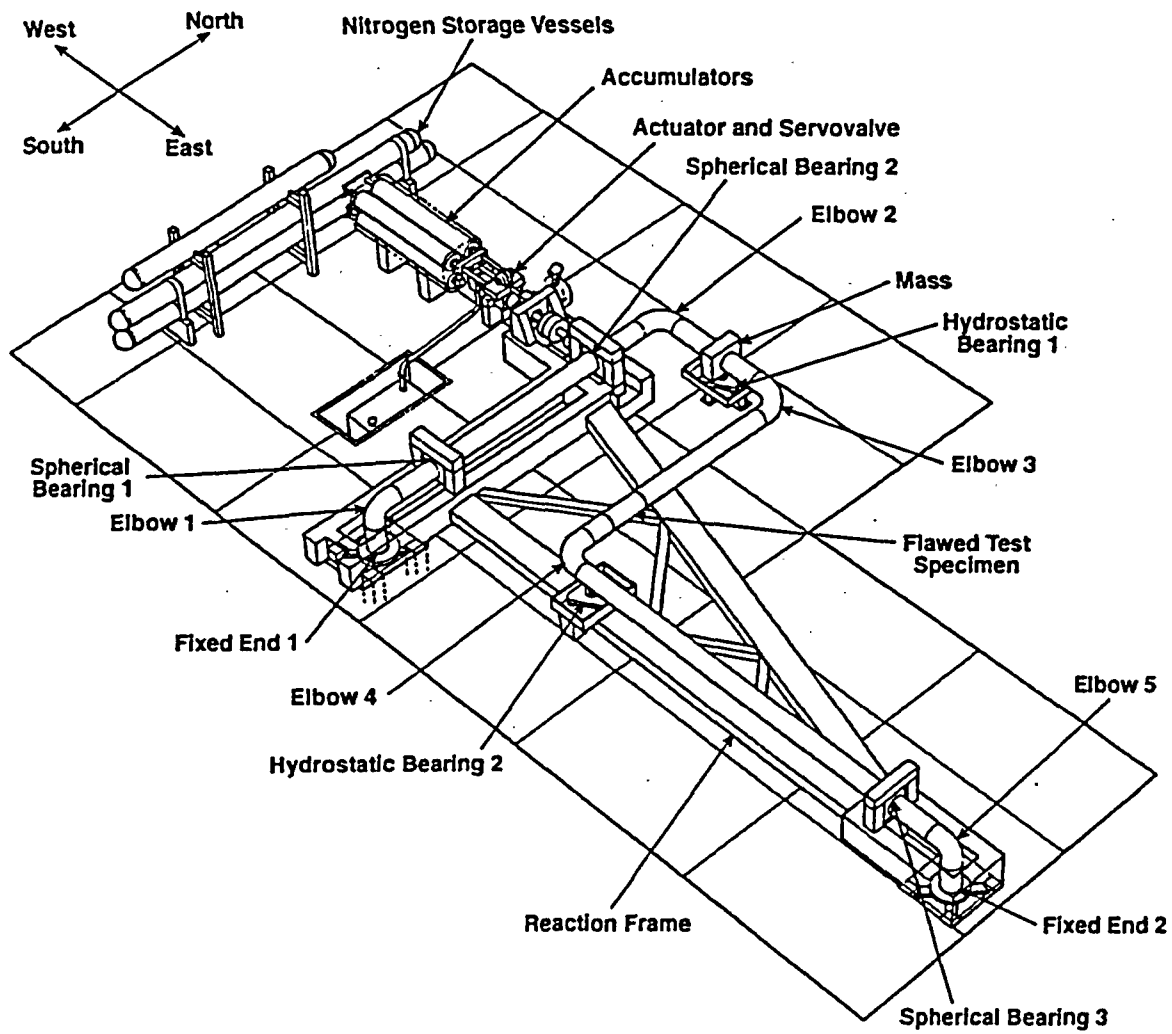 North
West
Nitrogen Storage Vessels
Accumulators
South
East
Actuator and Servovalve
Spherical Bearing 2
Elbow 2
Mass
Hydrostatic
Bearing 1
Spherical
Bearing 1
Elbow 3
Elbow 1
Flawed Test
Specimen
Fixed End 1
Elbow 4
Elbow 5
Hydrostatic Bearing 2
Reaction Frame
Fixed End 2
Spherical Bearing 3